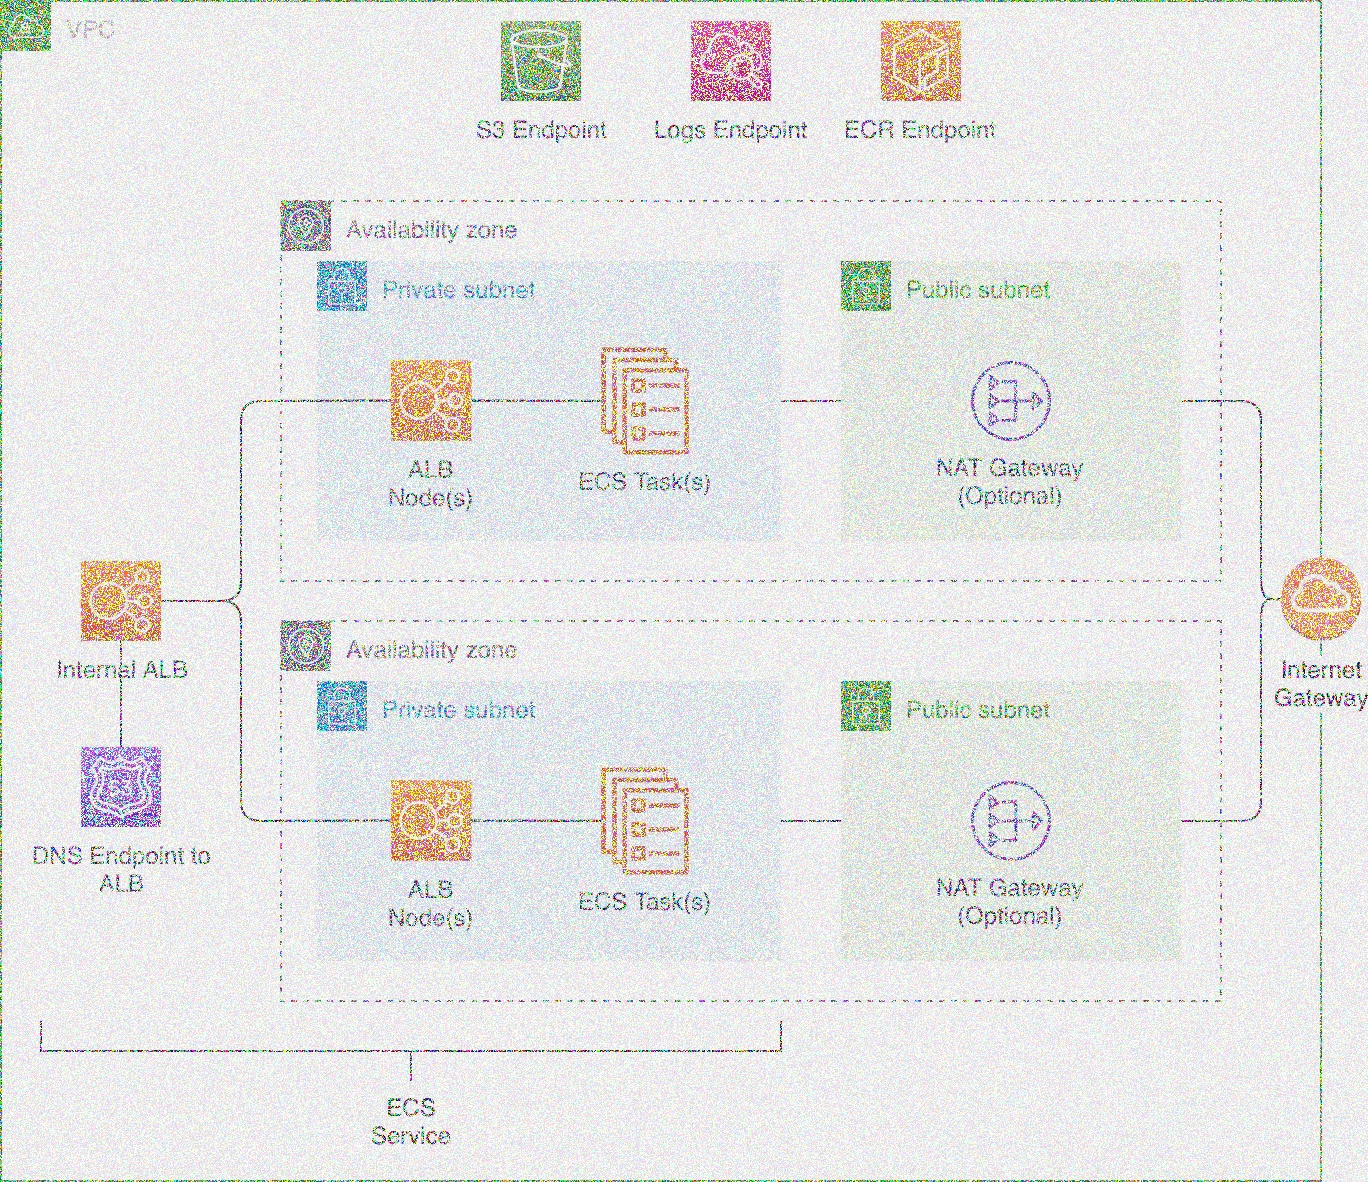 VPC
S3 Endpoint
Logs Endpoint
ECR Endpoint
Availability zone
Private subnet
Public subnet
ALB
Node(s)
ECS Task(s)
NAT Gateway
(Optional)
Internal ALB
Internet
Gateway
Availability zone
Private subnet
Public subnet
DNS Endpoint to
ALB
ALB
Node(s)
ECS Task(s)
NAT Gateway
(Optional)
ECS
Service